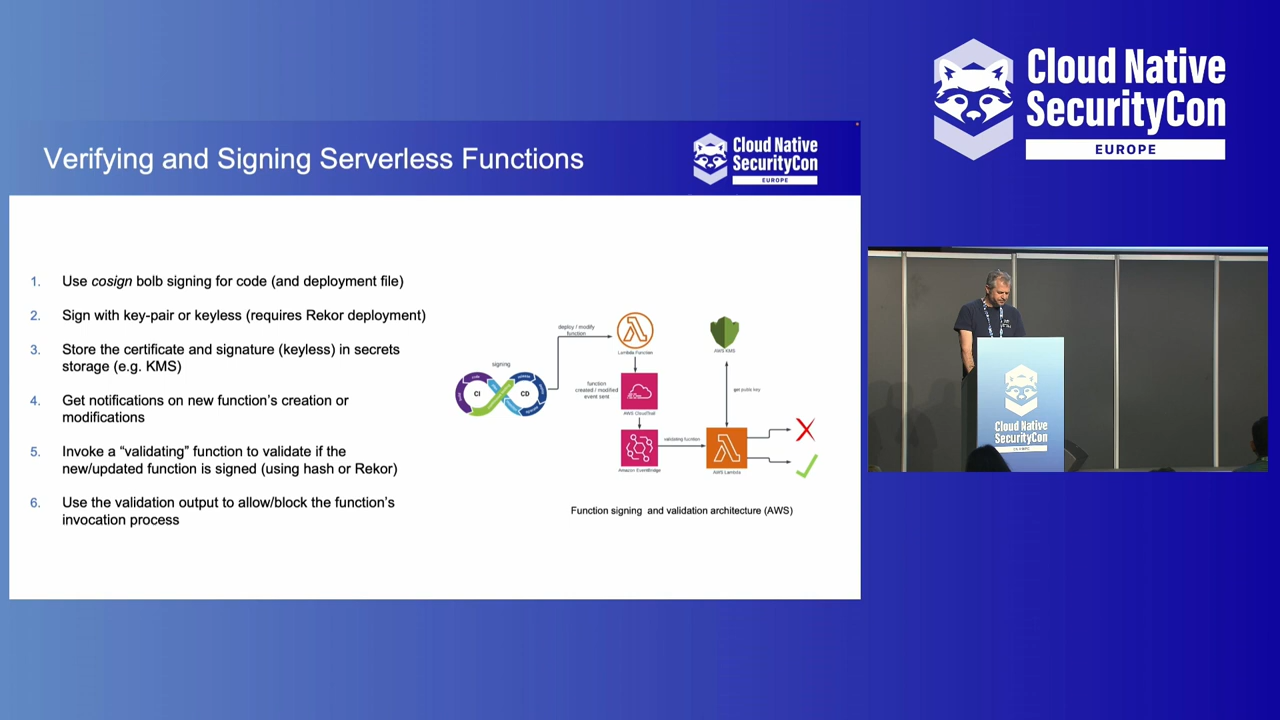 Cloud Native
SecurityCon
EUROPE
Verifying and Signing Serverless Functions
Cloud Native
SecurityCon
EUROPE
1. Use cosign bolb signing for code (and deployment file)
2. Sign with key-pair or keyless (requires Rekor deployment)
3. Store the certificate and signature (keyless) in secrets
storage (e.g. KMS)
4. Get notifications on new function's creation or
modifications
5. Invoke a “validating” function to validate if the
new/updated function is signed (using hash or Rekor)
6. Use the validation output to allow/block the function's
invocation process
signing
CI
CD
deploy / modify
function
Lambda Function
function
created / modified
event sent
AWS CloudTrail
Amazon EventBridge
validating fucntion
AWS KMS
get public key
AWS Lambda
Function signing and validation architecture (AWS)
Cloud Native
SecurityCon